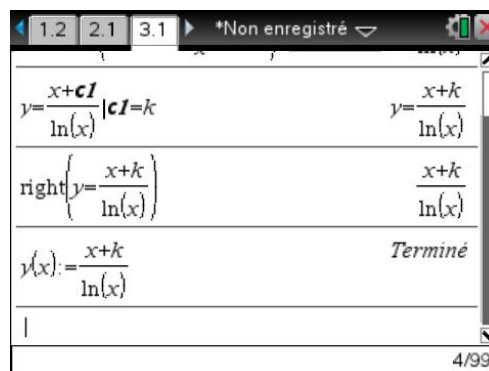 1.2 2.1 3.1 *Non enregistré
y=(x+c1)/ln(x)|c1=k y=(x+k)/ln(x)
right(y=(x+k)/ln(x)) (x+k)/ln(x)
y(x):=(x+k)/ln(x) Terminé
4/99